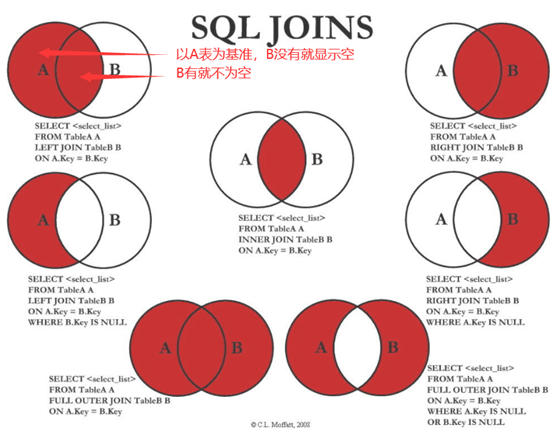 SQL JOINS
以A表为基准，B没有就显示空
B有就不为空
A
B
SELECT <select_list>
FROM TableA A
LEFT JOIN TableB B
ON A.Key = B.Key
A
B
SELECT <select_list>
FROM TableA A
RIGHT JOIN TableB B
ON A.Key = B.Key
A
B
SELECT <select_list>
FROM TableA A
INNER JOIN TableB B
ON A.Key = B.Key
A
B
SELECT <select_list>
FROM TableA A
LEFT JOIN TableB B
ON A.Key = B.Key
WHERE B.Key IS NULL
A
B
SELECT <select_list>
FROM TableA A
RIGHT JOIN TableB B
ON A.Key = B.Key
WHERE A.Key IS NULL
A
B
SELECT <select_list>
FROM TableA A
FULL OUTER JOIN TableB B
ON A.Key = B.Key
A
B
SELECT <select_list>
FROM TableA A
FULL OUTER JOIN TableB B
ON A.Key = B.Key
WHERE A.Key IS NULL
OR B.Key IS NULL
© C.L. Moffatt, 2008